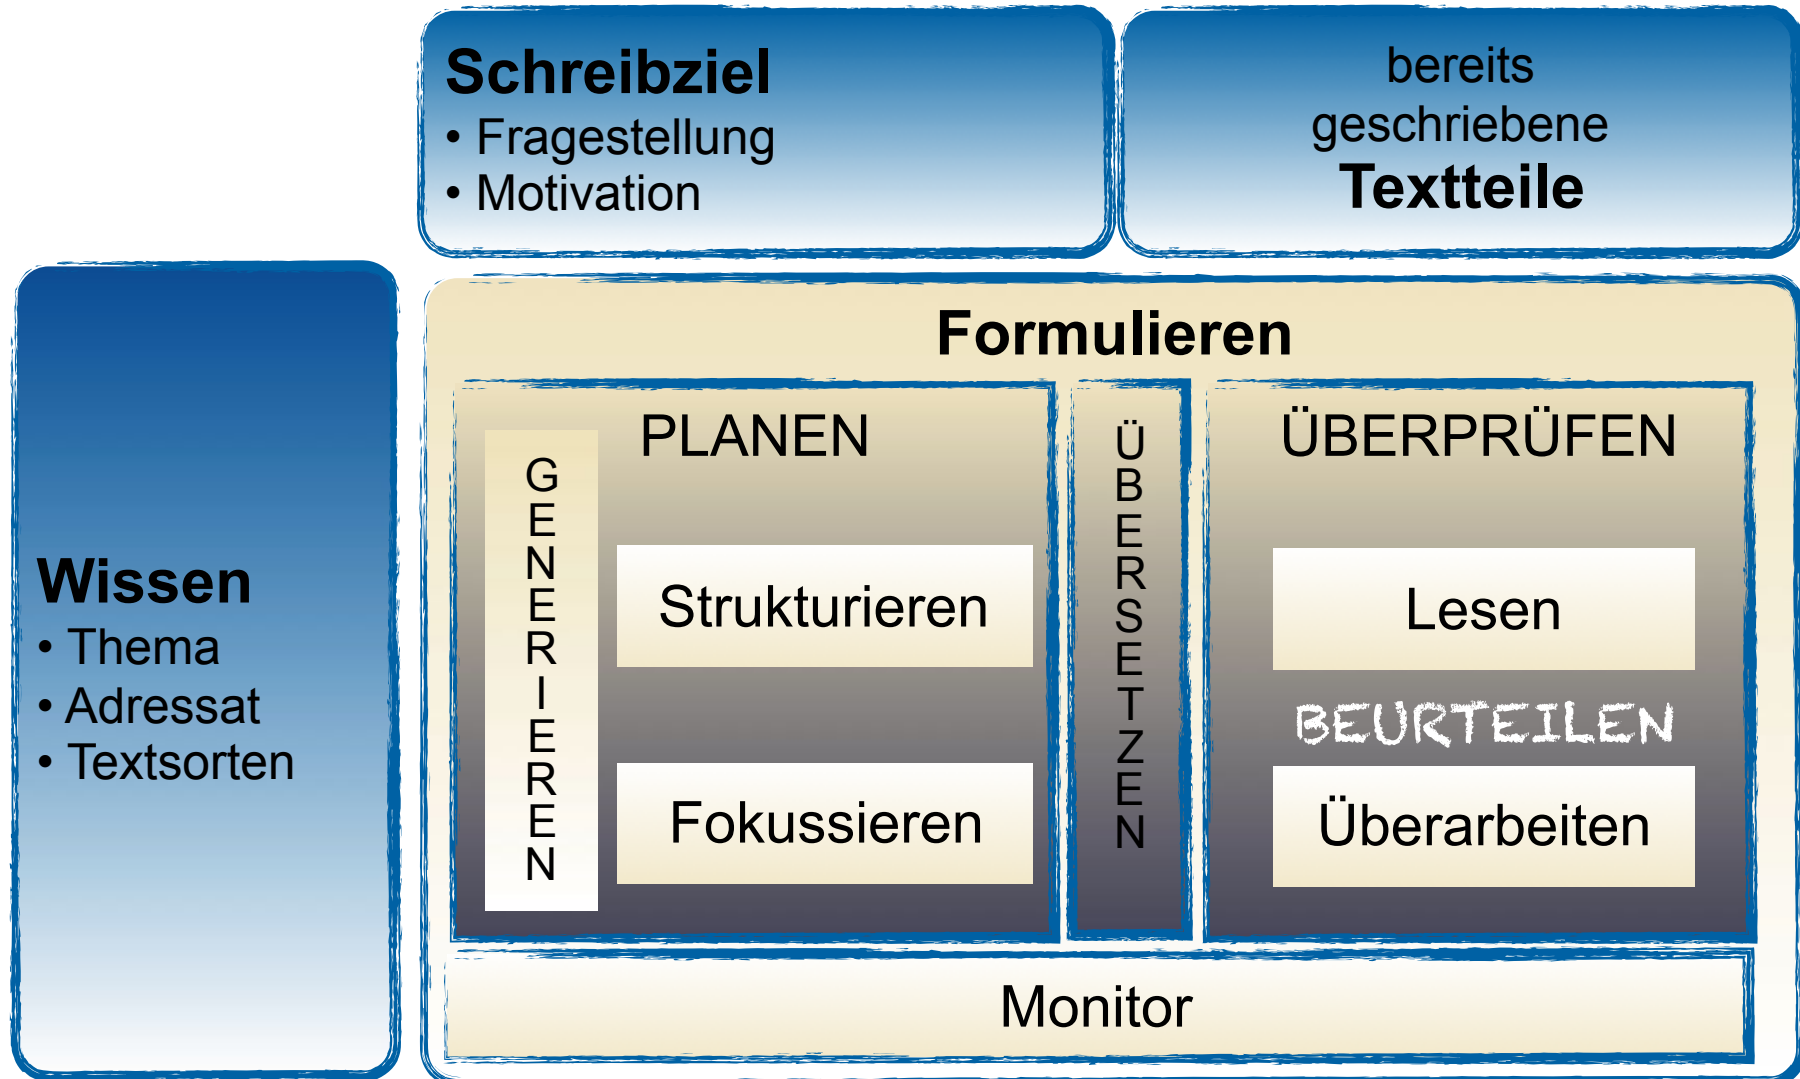 Schreibziel
• Fragestellung
• Motivation
bereits
geschriebene
Textteile
Wissen
• Thema
• Adressat
• Textsorten
Formulieren
PLANEN
GENERIEREN
Strukturieren
Fokussieren
ÜBERSETZEN
ÜBERPRÜFEN
Lesen
BEURTEILEN
Überarbeiten
Monitor